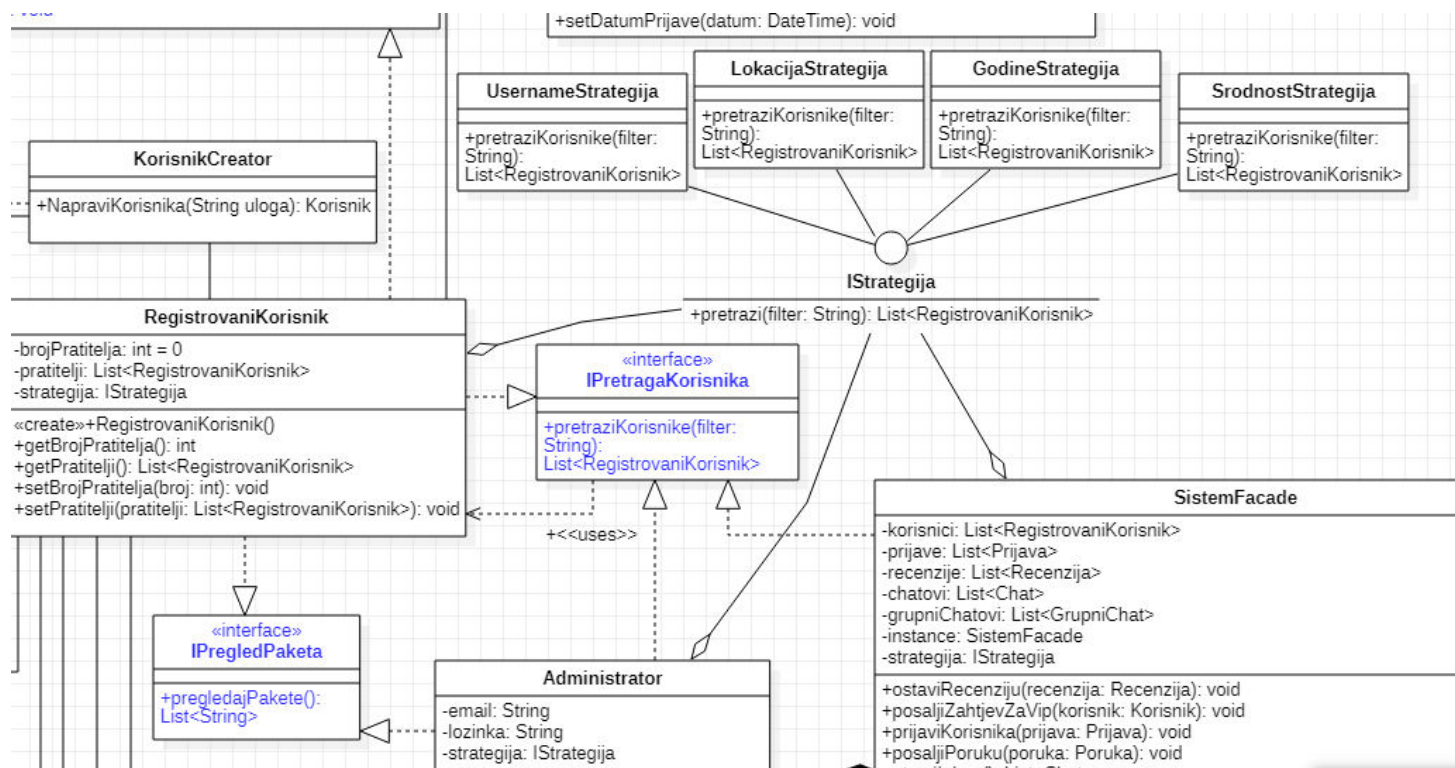 void
+setDatumPrijave(datum: DateTime): void
UsernameStrategija
+pretraziKorisnike(filter:
String):
List<RegistrovaniKorisnik>
LokacijaStrategija
+pretraziKorisnike(filter:
String):
List<RegistrovaniKorisnik>
GodineStrategija
+pretraziKorisnike(filter:
String):
List<RegistrovaniKorisnik>
SrodnostStrategija
+pretraziKorisnike(filter:
String):
List<RegistrovaniKorisnik>
KorisnikCreator
+NapraviKorisnika(String uloga): Korisnik
IStrategija
+pretrazi(filter: String): List<RegistrovaniKorisnik>
RegistrovaniKorisnik
-brojPratitelja: int = 0
-pratitelji: List<RegistrovaniKorisnik>
-strategija: IStrategija
«create»+RegistrovaniKorisnik()
+getBrojPratitelja(): int
+getPratitelji(): List<RegistrovaniKorisnik>
+setBrojPratitelja(broj: int): void
+setPratitelji(pratitelji: List<RegistrovaniKorisnik>): void
«interface»
IPretragaKorisnika
+pretraziKorisnike(filter:
String):
List<RegistrovaniKorisnik>
+<<uses>>
«interface»
IPregledPaketa
+pregledajPakete():
List<String>
Administrator
-email: String
-lozinka: String
-strategija: IStrategija
SistemFacade
-korisnici: List<RegistrovaniKorisnik>
-prijave: List<Prijava>
-recenzije: List<Recenzija>
-chatovi: List<Chat>
-grupniChatovi: List<GrupniChat>
-instance: SistemFacade
-strategija: IStrategija
+ostaviRecenziju(recenzija: Recenzija): void
+posaljiZahtjevZaVip(korisnik: Korisnik): void
+prijaviKorisnika(prijava: Prijava): void
+posaljiPoruku(poruka: Poruka): void